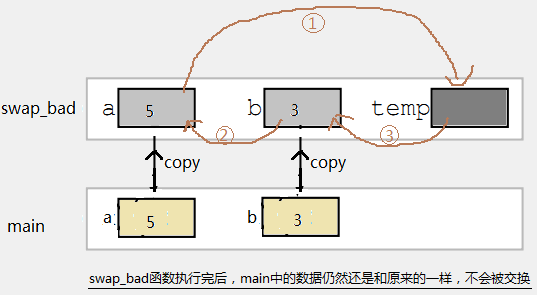 ①
swap_bad a 5 b 3 temp
② ③
copy copy
main a: 5 b 3
swap_bad函数执行完后，main中的数据仍然还是和原来的一样，不会被交换